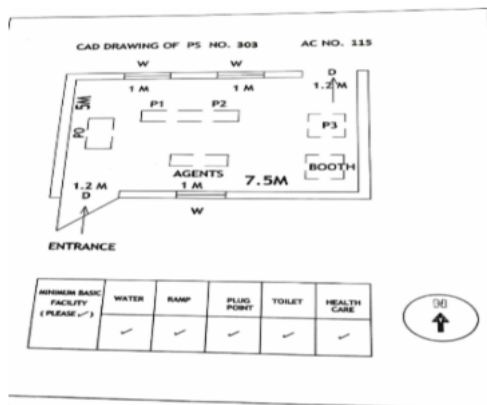 CAD DRAWING OF PS NO. 303 AC NO. 115
W W D
1 M 1 M 1.2 M
P1 P2
5M
PO
P3
AGENTS BOOTH
1.2 M 1 M 7.5M
D
W
ENTRANCE
MINIMUM BASIC
FACILITY
( PLEASE ✓ )
WATER
RAMP
PLUG
POINT
TOILET
HEALTH
CARE
✓ ✓ ✓ ✓ ✓
N